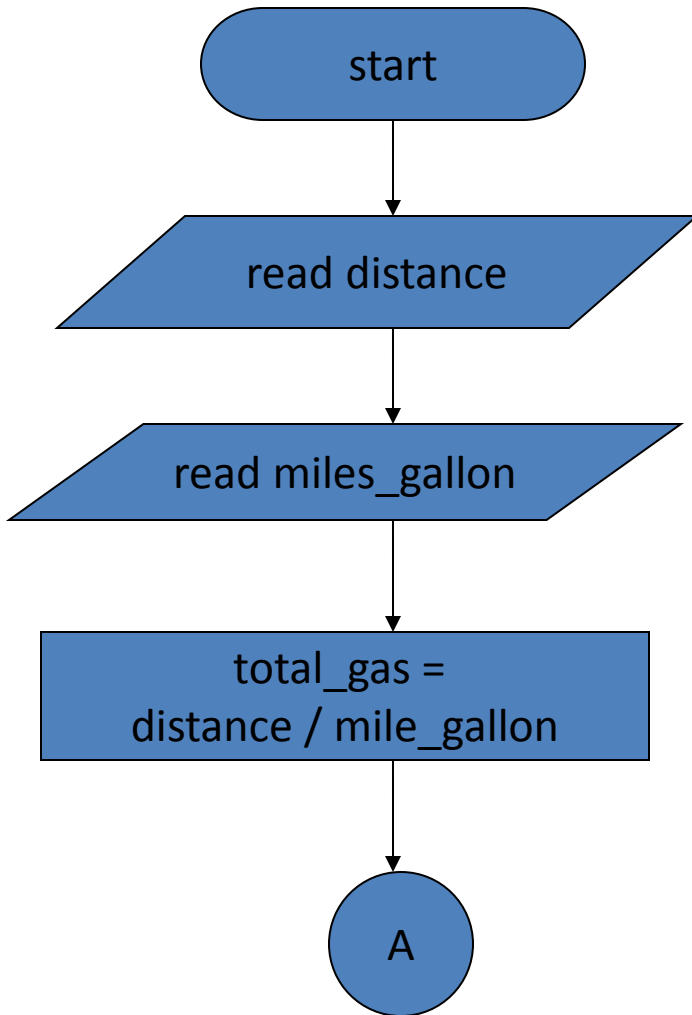 start
read distance
read miles_gallon
total_gas =
distance / mile_gallon
A